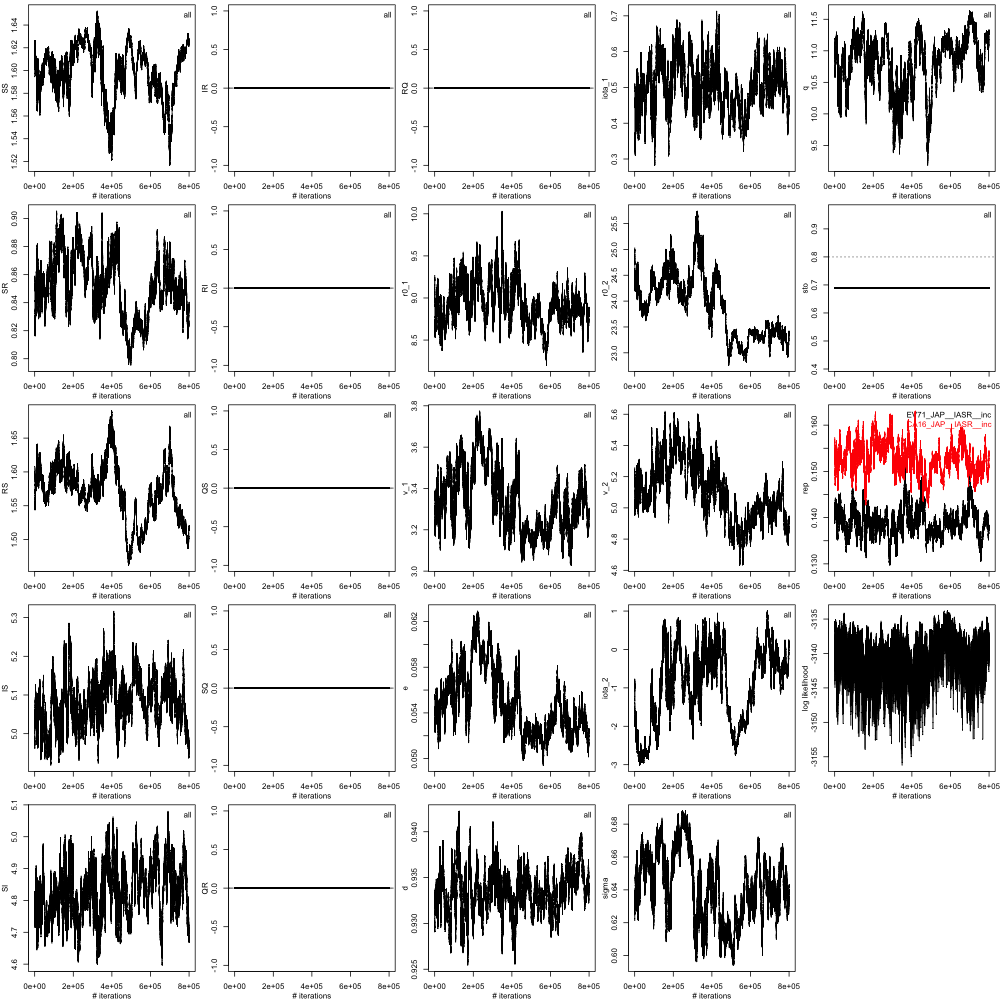 all
SS
1.52 1.54 1.56 1.58 1.60 1.62 1.64
0e+00 2e+05 4e+05 6e+05 8e+05
# iterations
all
IR
-1.0 -0.5 0.0 0.5 1.0
0e+00 2e+05 4e+05 6e+05 8e+05
# iterations
all
RQ
-1.0 -0.5 0.0 0.5 1.0
0e+00 2e+05 4e+05 6e+05 8e+05
# iterations
all
iota_1
0.3 0.4 0.5 0.6 0.7
0e+00 2e+05 4e+05 6e+05 8e+05
# iterations
all
q
9.5 10.0 10.5 11.0 11.5
0e+00 2e+05 4e+05 6e+05 8e+05
# iterations
all
SR
0.80 0.82 0.84 0.86 0.88 0.90
0e+00 2e+05 4e+05 6e+05 8e+05
# iterations
all
RI
-1.0 -0.5 0.0 0.5 1.0
0e+00 2e+05 4e+05 6e+05 8e+05
# iterations
all
r0_1
8.5 9.0 9.5 10.0
0e+00 2e+05 4e+05 6e+05 8e+05
# iterations
all
r0_2
23.0 23.5 24.0 24.5 25.0 25.5
0e+00 2e+05 4e+05 6e+05 8e+05
# iterations
all
sto
0.4 0.5 0.6 0.7 0.8 0.9
0e+00 2e+05 4e+05 6e+05 8e+05
# iterations
all
RS
1.50 1.55 1.60 1.65
0e+00 2e+05 4e+05 6e+05 8e+05
# iterations
all
QS
-1.0 -0.5 0.0 0.5 1.0
0e+00 2e+05 4e+05 6e+05 8e+05
# iterations
all
v_1
3.0 3.2 3.4 3.6 3.8
0e+00 2e+05 4e+05 6e+05 8e+05
# iterations
all
v_2
4.6 4.8 5.0 5.2 5.4 5.6
0e+00 2e+05 4e+05 6e+05 8e+05
# iterations
EV71_JAP__IASR__inc
CA16_JAP__IASR__inc
rep
0.130 0.140 0.150 0.160
0e+00 2e+05 4e+05 6e+05 8e+05
# iterations
all
IS
5.0 5.1 5.2 5.3
0e+00 2e+05 4e+05 6e+05 8e+05
# iterations
all
SQ
-1.0 -0.5 0.0 0.5 1.0
0e+00 2e+05 4e+05 6e+05 8e+05
# iterations
all
e
0.050 0.054 0.058 0.062
0e+00 2e+05 4e+05 6e+05 8e+05
# iterations
all
iota_2
-3 -2 -1 0 1
0e+00 2e+05 4e+05 6e+05 8e+05
# iterations
log likelihood
-3155 -3150 -3145 -3140 -3135
0e+00 2e+05 4e+05 6e+05 8e+05
# iterations
all
SI
4.6 4.7 4.8 4.9 5.0 5.1
0e+00 2e+05 4e+05 6e+05 8e+05
# iterations
all
QR
-1.0 -0.5 0.0 0.5 1.0
0e+00 2e+05 4e+05 6e+05 8e+05
# iterations
all
d
0.925 0.930 0.935 0.940
0e+00 2e+05 4e+05 6e+05 8e+05
# iterations
all
sigma
0.60 0.62 0.64 0.66 0.68
0e+00 2e+05 4e+05 6e+05 8e+05
# iterations